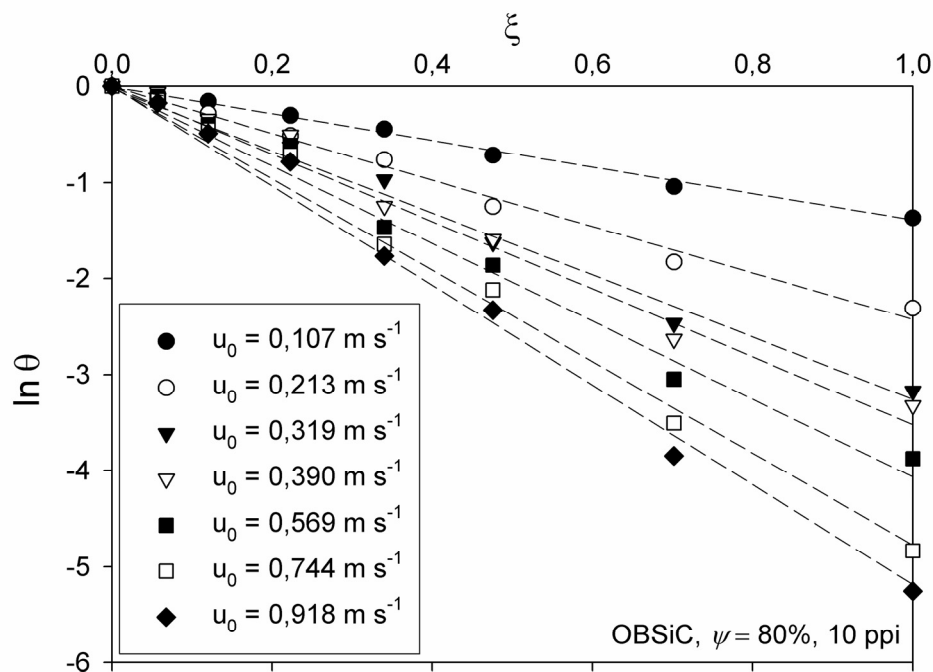 ξ
0,0 0,2 0,4 0,6 0,8 1,0
0
-1
-2
-3
-4
-5
-6
ln θ
u₀ = 0,107 m s⁻¹
u₀ = 0,213 m s⁻¹
u₀ = 0,319 m s⁻¹
u₀ = 0,390 m s⁻¹
u₀ = 0,569 m s⁻¹
u₀ = 0,744 m s⁻¹
u₀ = 0,918 m s⁻¹
OBSiC, ψ = 80%, 10 ppi